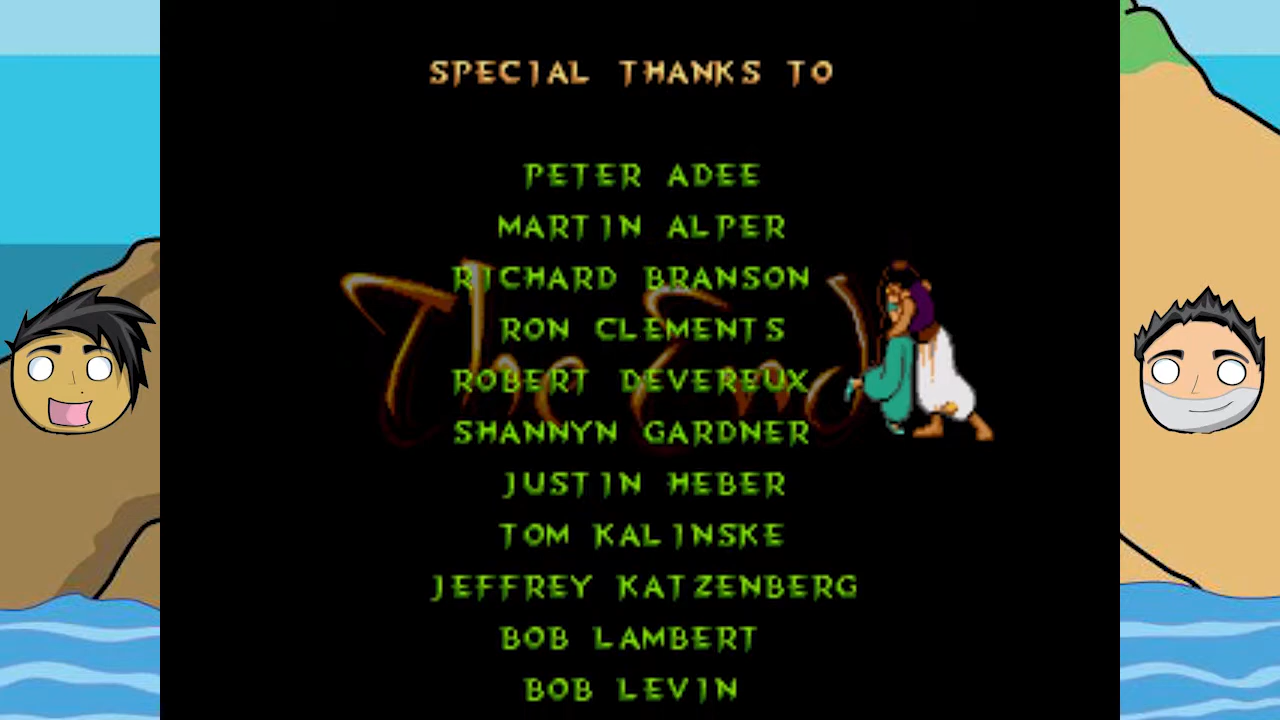 SPECIAL THANKS TO
PETER ADEE
MARTIN ALPER
RICHARD BRANSON
The End
RON CLEMENTS
ROBERT DEVEREUX
SHANNYN GARDNER
JUSTIN HEBER
TOM KALINSKE
JEFFREY KATZENBERG
BOB LAMBERT
BOB LEVIN